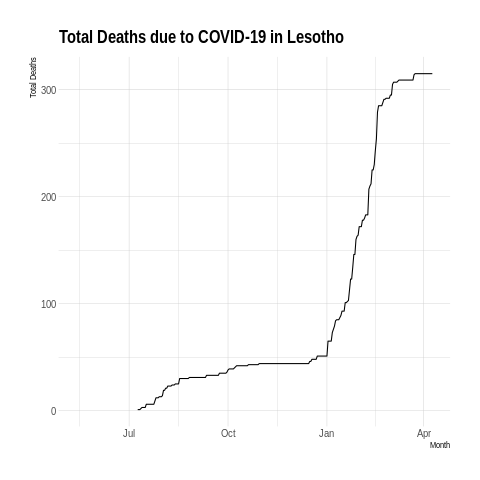 Total Deaths due to COVID-19 in Lesotho
Total Deaths
300
200
100
0
Jul Oct Jan Apr
Month